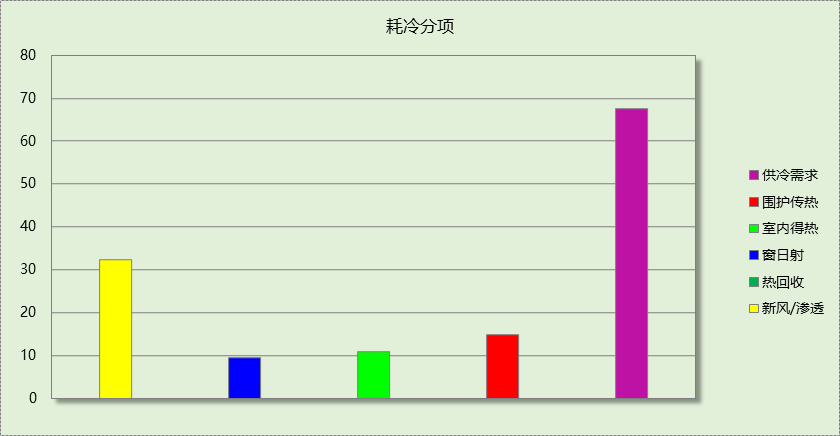 耗冷分项
80
70
60
50
40
30
20
10
0
供冷需求
围护传热
室内得热
窗日射
热回收
新风/渗透